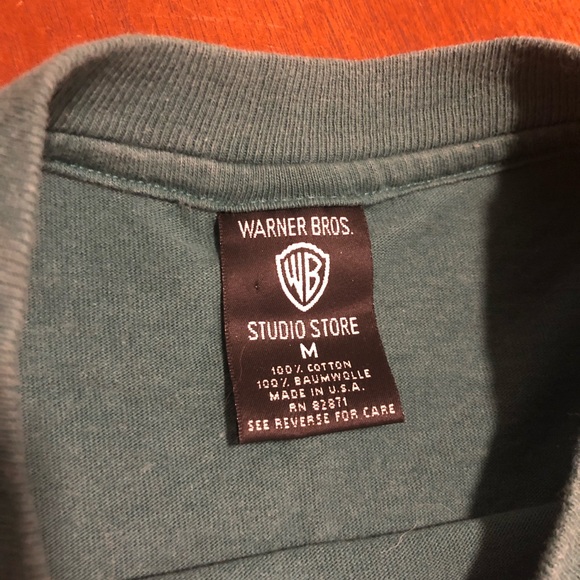 WARNER BROS.
WB
STUDIO STORE
M
100% COTTON
100% BAUMWOLLE
MADE IN U.S.A.
RN 82871
SEE REVERSE FOR CARE